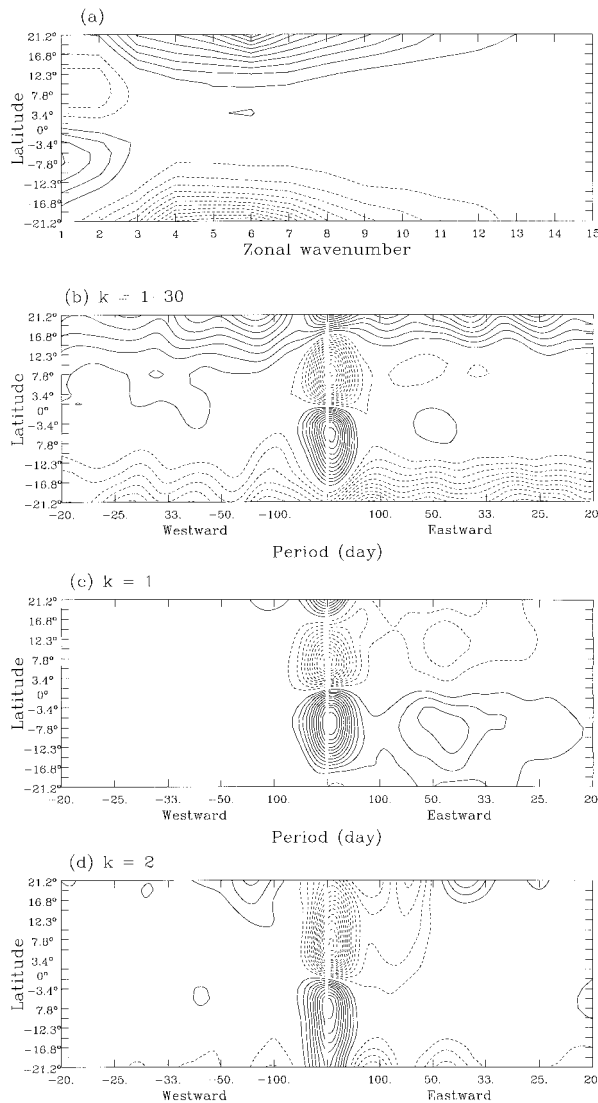 (a)
21.2°
16.8°
12.3°
7.8°
3.4°
0°
-3.4°
-7.8°
-12.3°
-16.8°
-21.2°
Latitude
1 2 3 4 5 6 7 8 9 10 11 12 13 14 15
Zonal wavenumber
(b) k = 1 30
21.2°
16.8°
12.3°
7.8°
3.4°
0°
-3.4°
7.8°
-12.3°
-16.8°
-21.2°
Latitude
-20. -25. -33. -50. -100. 100. 50. 33. 25. 20
Westward Eastward
Period (day)
(c) k = 1
21.2°
16.8°
12.3°
7.8°
3.4°
0°
-3.4°
-7.8°
-12.3°
-16.8°
-21.2°
Latitude
-20. -25. -33. -50. 100. 100. 50. 33. 25. 20
Westward Eastward
Period (day)
(d) k = 2
21.2°
16.8°
12.3°
7.8°
3.4°
0°
-3.4°
-7.8°
-12.3°
-16.8°
-21.2°
Latitude
-20. -25. -33. -50. -100. 100. 50. 33. 25. 20.
Westward Eastward